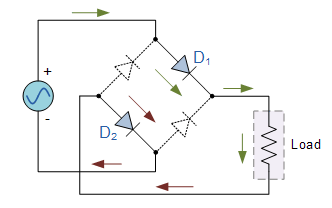 D₁
+
-
D₂
Load